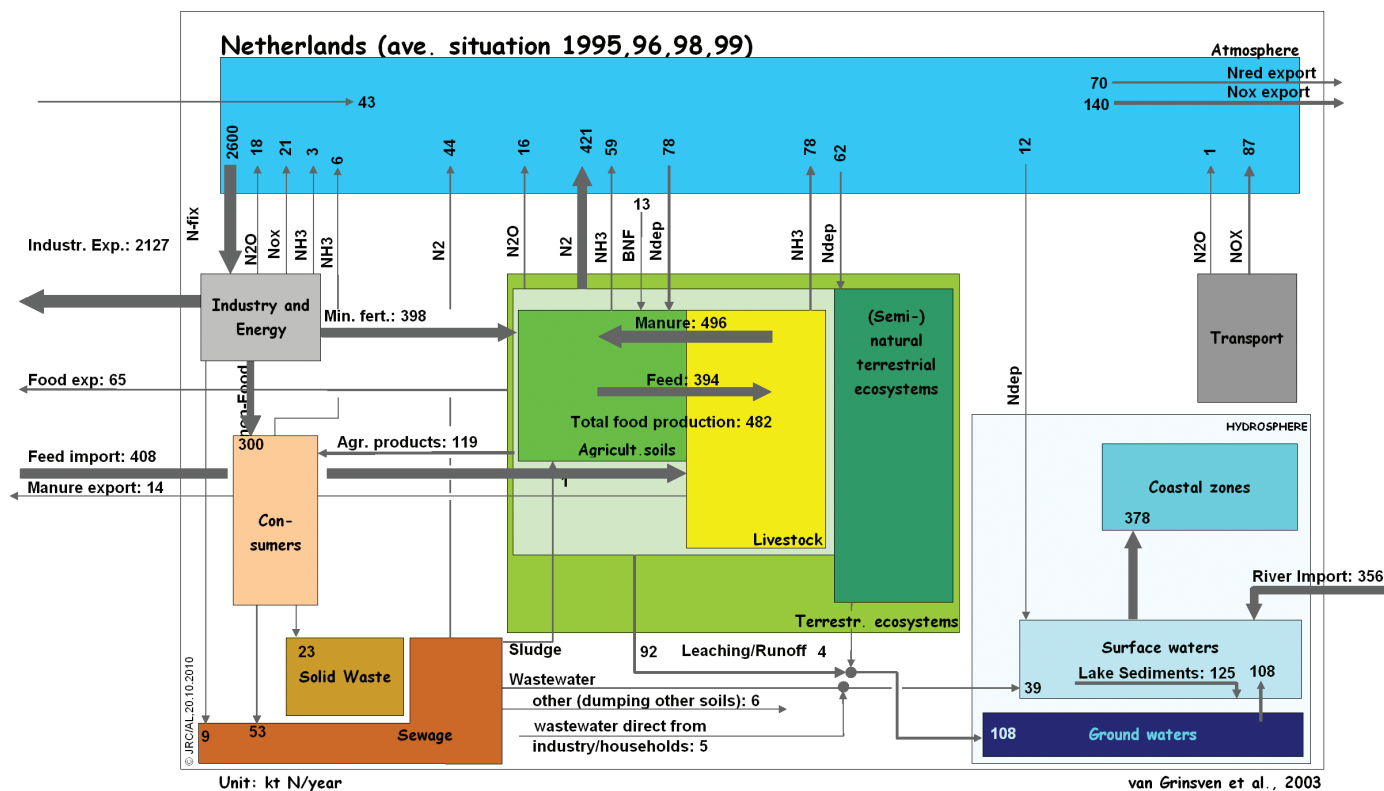 Netherlands (ave. situation 1995,96,98,99)
Atmosphere
Nred export
70
Nox export
140
43
2600
18
21
3
6
44
16
421
59
78
78
62
12
1
87
13
N-fix
N2O
Nox
NH3
NH3
N2
N2O
N2
NH3
BNF
Ndep
NH3
Ndep
N2O
NOX
Industr. Exp.: 2127
Industry and
Energy
Min. fert.: 398
Manure: 496
(Semi-)
natural
terrestrial
ecosystems
Transport
Food exp: 65
Feed: 394
Ndep
Total food production: 482
HYDROSPHERE
300
Agr. products: 119
Agricult.soils
Feed import: 408
Manure export: 14
1
Coastal zones
378
Con-
sumers
Livestock
River Import: 356
Terrestr. ecosystems
23
Solid Waste
Sludge
92
Leaching/Runoff 4
Surface waters
Lake Sediments: 125
108
Wastewater
39
other (dumping other soils): 6
9
53
Sewage
wastewater direct from
industry/households: 5
108
Ground waters
© JRC/AL,20.10.2010
Unit: kt N/year
van Grinsven et al., 2003